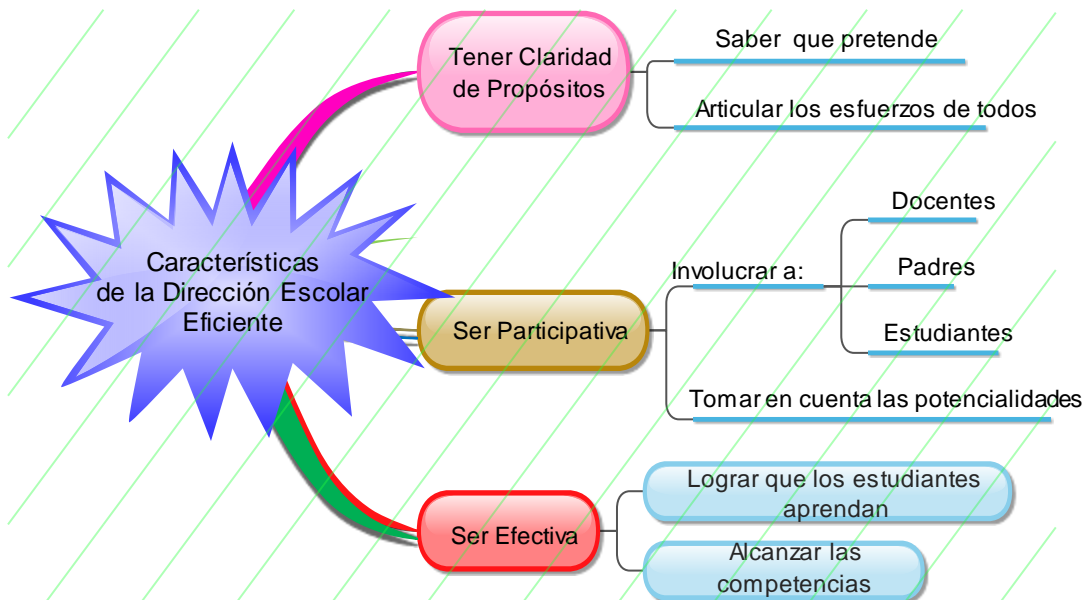 Tener Claridad
de Propósitos
Saber que pretende
Articular los esfuerzos de todos
Características
de la Dirección Escolar
Eficiente
Ser Participativa
Involucrar a:
Docentes
Padres
Estudiantes
Tomar en cuenta las potencialidades
Ser Efectiva
Lograr que los estudiantes
aprendan
Alcanzar las
competencias